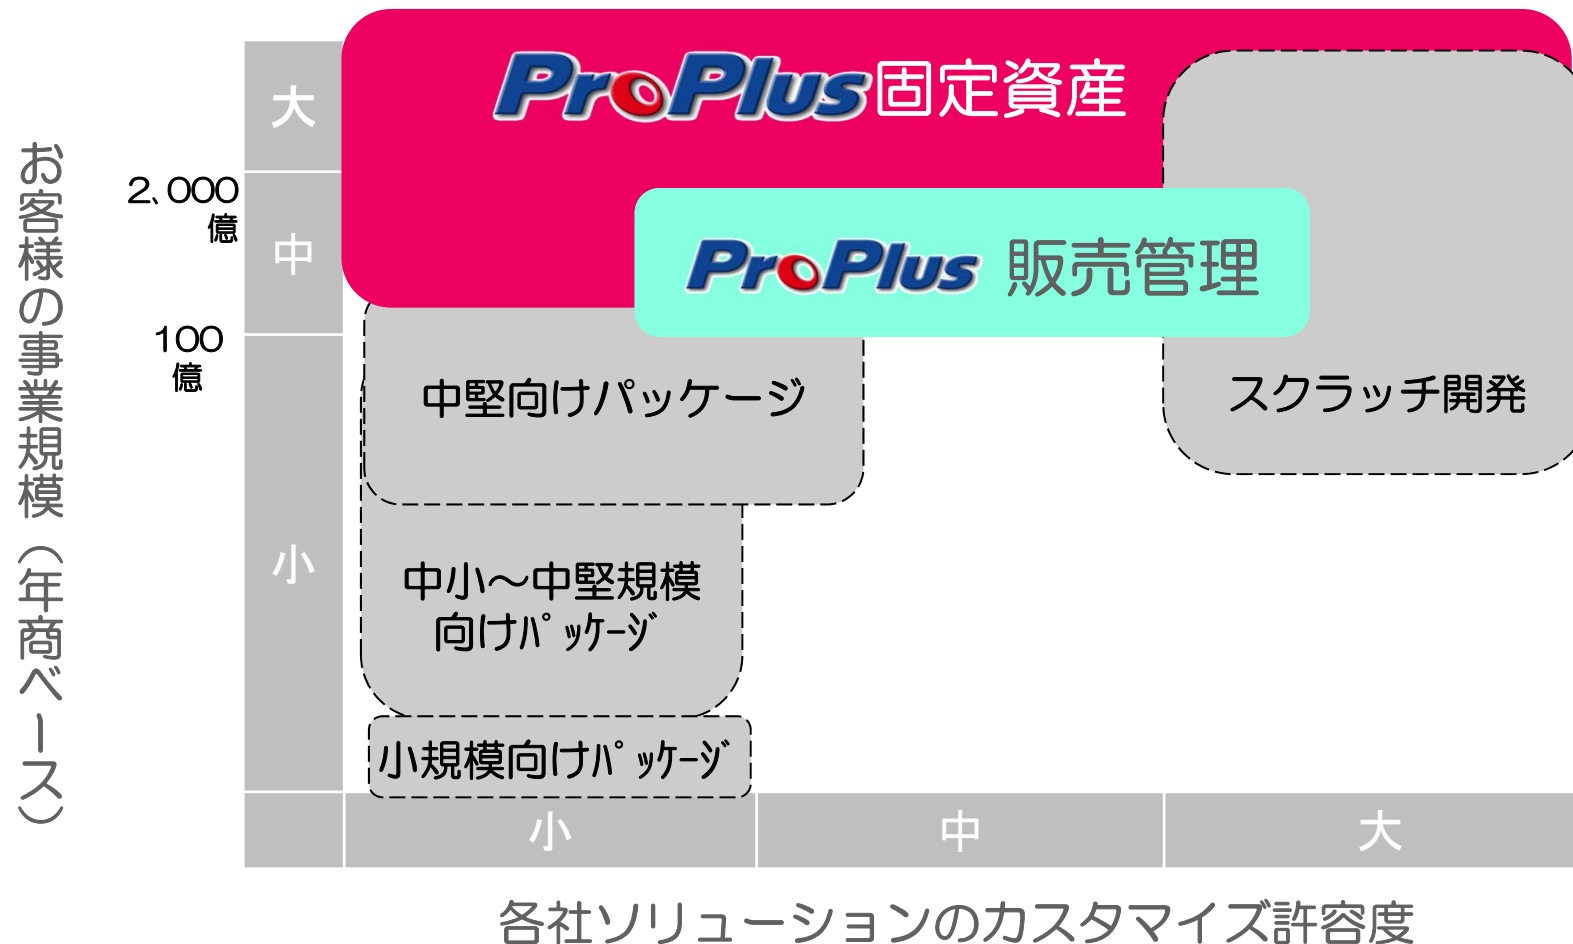 お客様の事業規模（年商ベース）
大
2、000
億
中
100
億
小
ProPlus固定資産
ProPlus 販売管理
中堅向けパッケージ
スクラッチ開発
中小～中堅規模
向けﾊﾟｯｹｰｼﾞ
小規模向けﾊﾟｯｹｰｼﾞ
小
中
大
各社ソリューションのカスタマイズ許容度